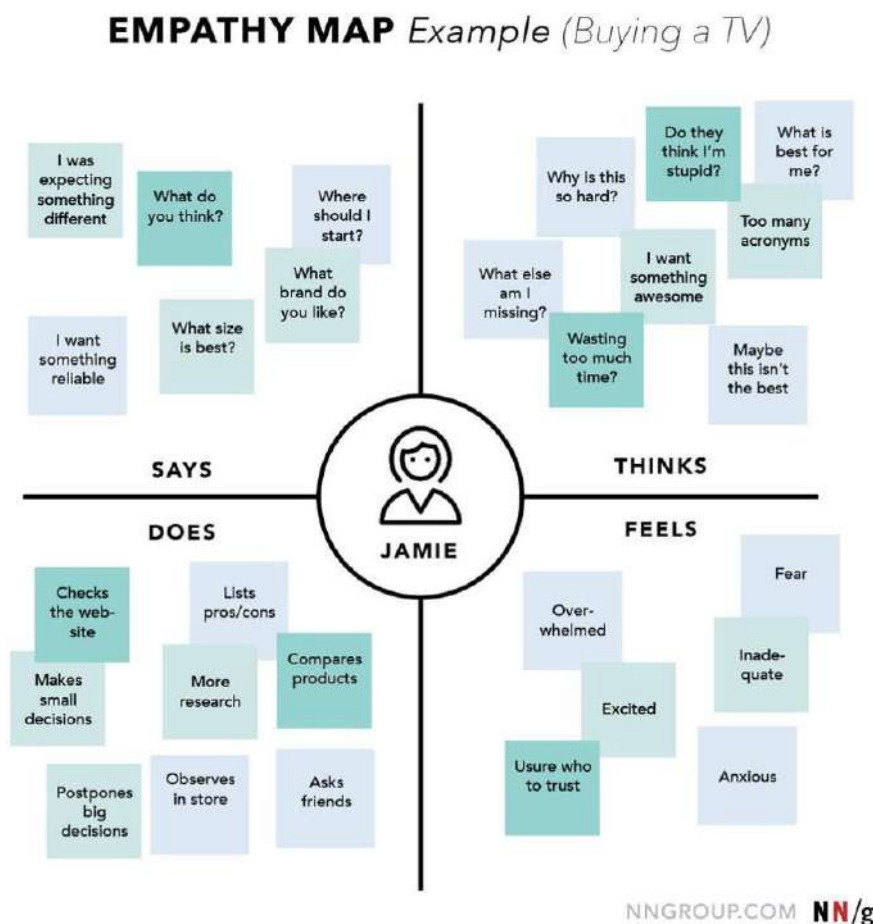 EMPATHY MAP Example (Buying a TV)
I was
expecting
something
different
What do
you think?
Where
should I
start?
What
brand do
you like?
I want
something
reliable
What size
is best?
SAYS
Do they
think I'm
stupid?
What is
best for
me?
Why is this
so hard?
Too many
acronyms
What else
am I
missing?
I want
something
awesome
Wasting
too much
time?
Maybe
this isn't
the best
THINKS
JAMIE
DOES
Checks
the web-
site
Lists
pros/cons
Compares
products
Makes
small
decisions
More
research
Postpones
big
decisions
Observes
in store
Asks
friends
FEELS
Over-
whelmed
Fear
Inade-
quate
Excited
Usure who
to trust
Anxious
NNGROUP.COM NN/g